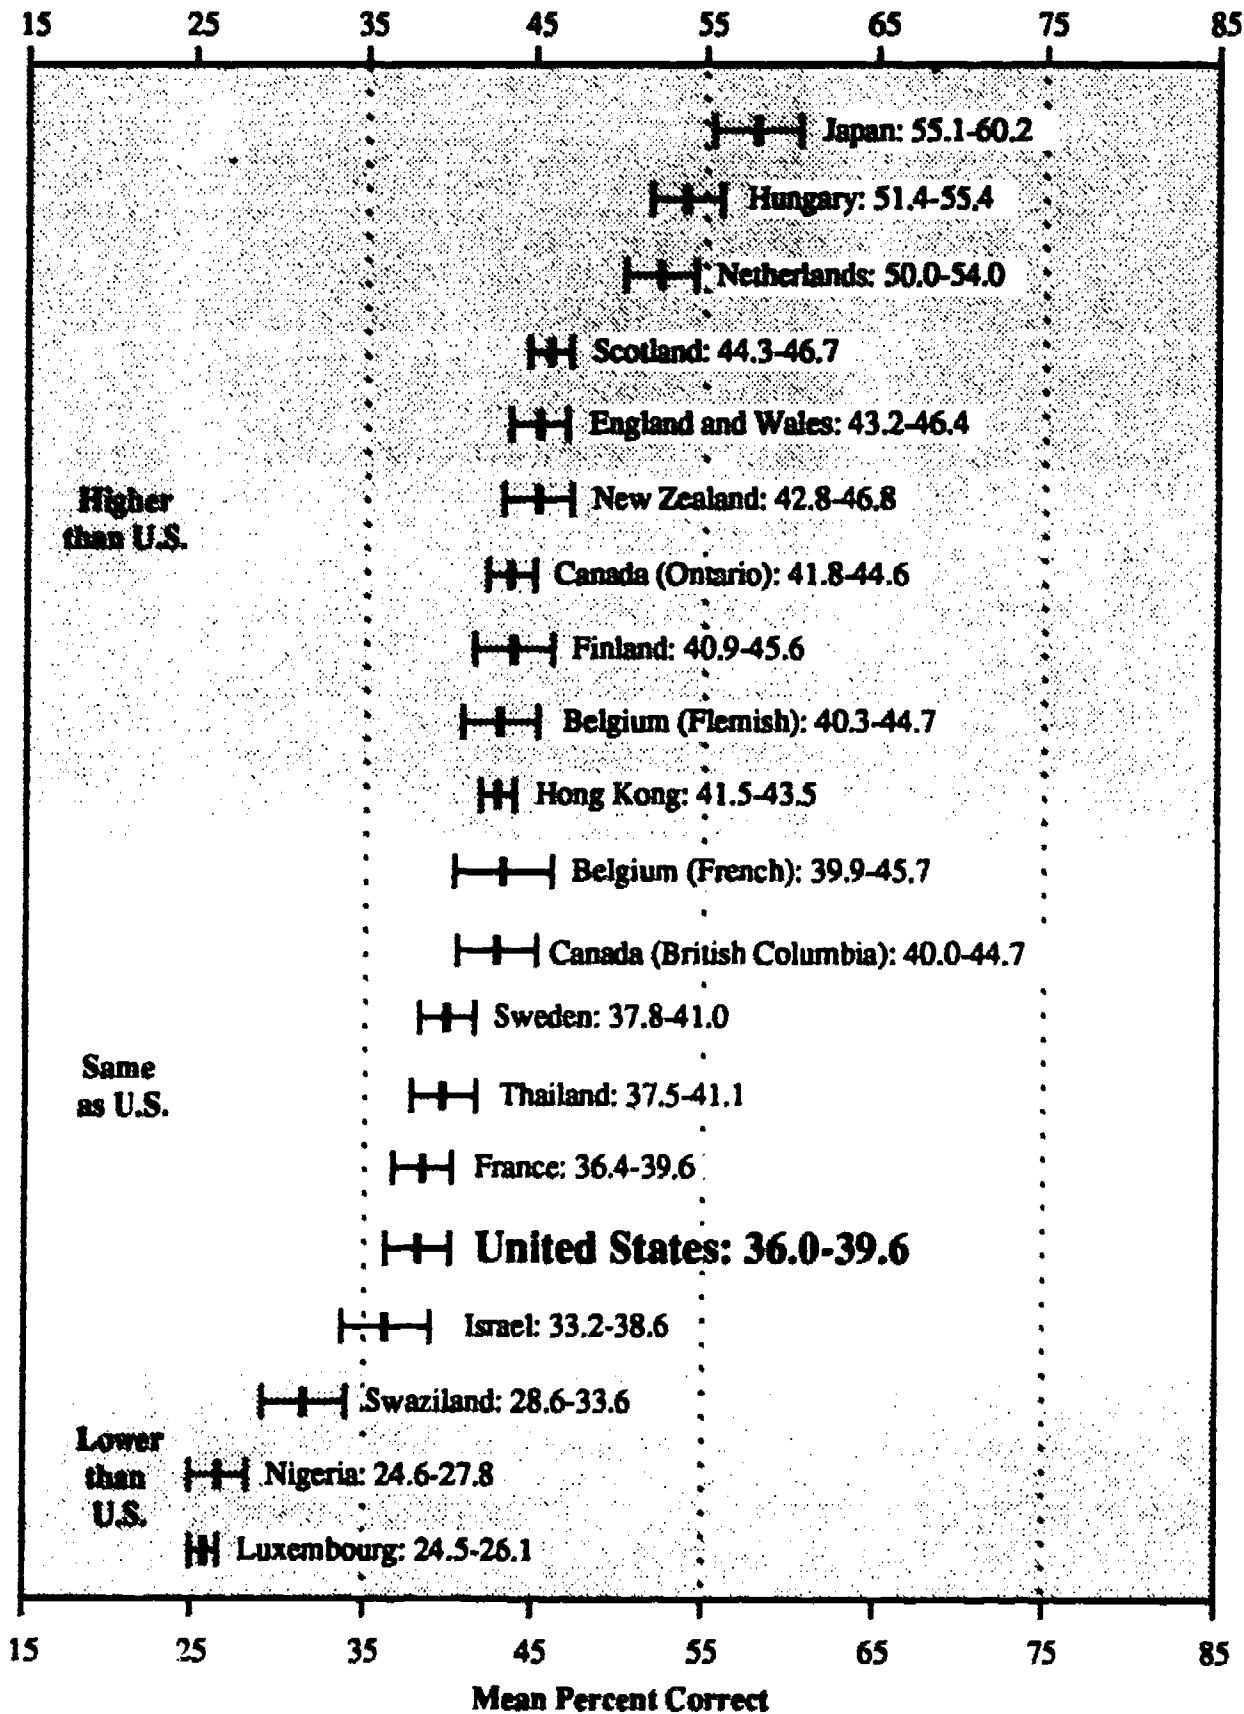 15 25 35 45 55 65 75 85
Japan: 55.1-60.2
Hungary: 51.4-55.4
Netherlands: 50.0-54.0
Scotland: 44.3-46.7
England and Wales: 43.2-46.4
Higher
than U.S.
New Zealand: 42.8-46.8
Canada (Ontario): 41.8-44.6
Finland: 40.9-45.6
Belgium (Flemish): 40.3-44.7
Hong Kong: 41.5-43.5
Belgium (French): 39.9-45.7
Canada (British Columbia): 40.0-44.7
Sweden: 37.8-41.0
Same
as U.S.
Thailand: 37.5-41.1
France: 36.4-39.6
United States: 36.0-39.6
Israel: 33.2-38.6
Swaziland: 28.6-33.6
Lower
than
U.S.
Nigeria: 24.6-27.8
Luxembourg: 24.5-26.1
15 25 35 45 55 65 75 85
Mean Percent Correct